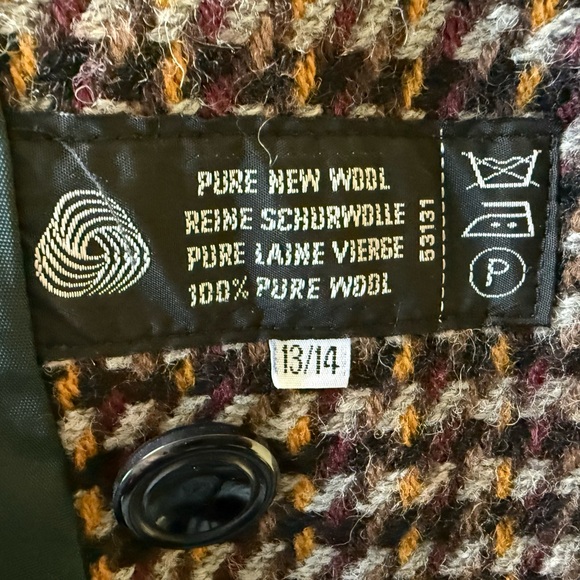 PURE NEW WOOL
REINE SCHURWOLLE
PURE LAINE VIERGE
100% PURE WOOL
53131
P
13/14